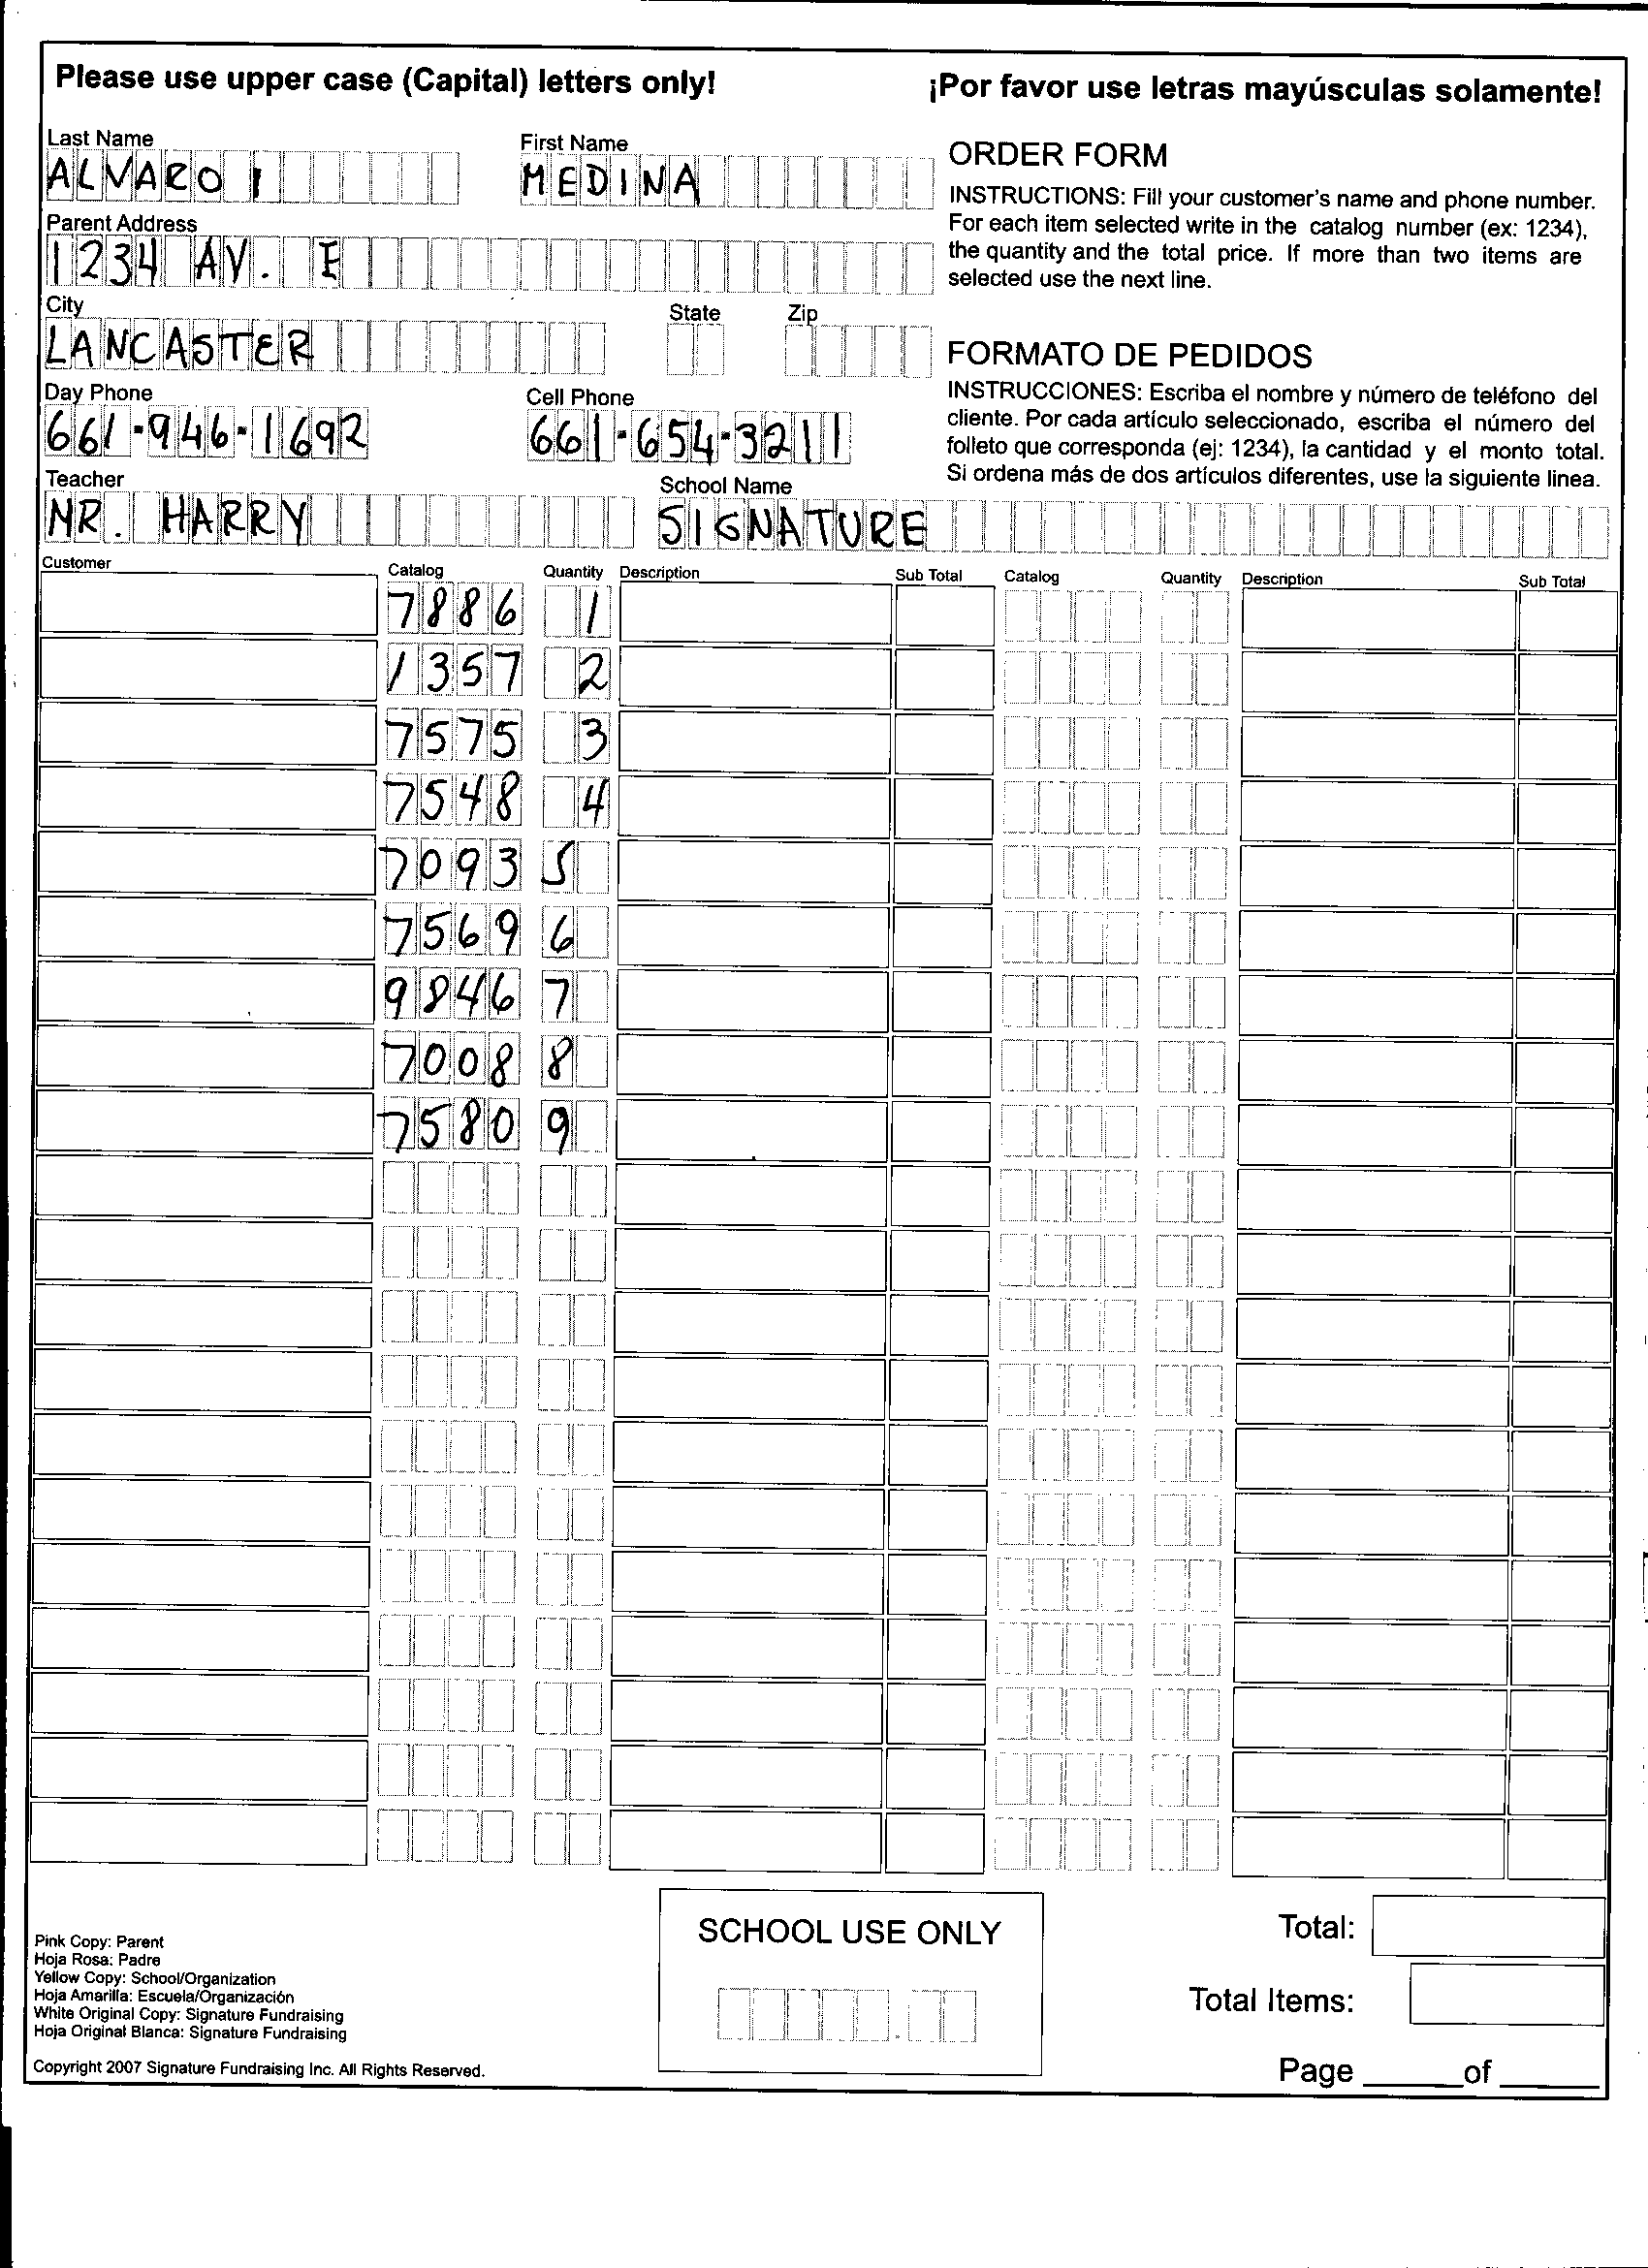 Please use upper case (Capital) letters only! ¡Por favor use letras mayúsculas solamente!
Last Name First Name
ALVARO MEDINA
Parent Address
1234 AV. E
City State Zip
LANCASTER
Day Phone Cell Phone
661-946-1692 661-654-3211
Teacher School Name
MR. HARRY SIGNATURE
ORDER FORM
INSTRUCTIONS: Fill your customer's name and phone number.
For each item selected write in the catalog number (ex: 1234),
the quantity and the total price. If more than two items are
selected use the next line.
FORMATO DE PEDIDOS
INSTRUCCIONES: Escriba el nombre y número de teléfono del
cliente. Por cada artículo seleccionado, escriba el número del
folleto que corresponda (ej: 1234), la cantidad y el monto total.
Si ordena más de dos artículos diferentes, use la siguiente linea.
Customer Catalog Quantity Description Sub Total Catalog Quantity Description Sub Total
7886 1
1357 2
7575 3
7548 4
7093 5
7569 6
9846 7
7008 8
7580 9
Pink Copy: Parent
Hoja Rosa: Padre
Yellow Copy: School/Organization
Hoja Amarilla: Escuela/Organización
White Original Copy: Signature Fundraising
Hoja Original Blanca: Signature Fundraising
Copyright 2007 Signature Fundraising Inc. All Rights Reserved.
SCHOOL USE ONLY
Total:
Total Items:
Page ______ of ______